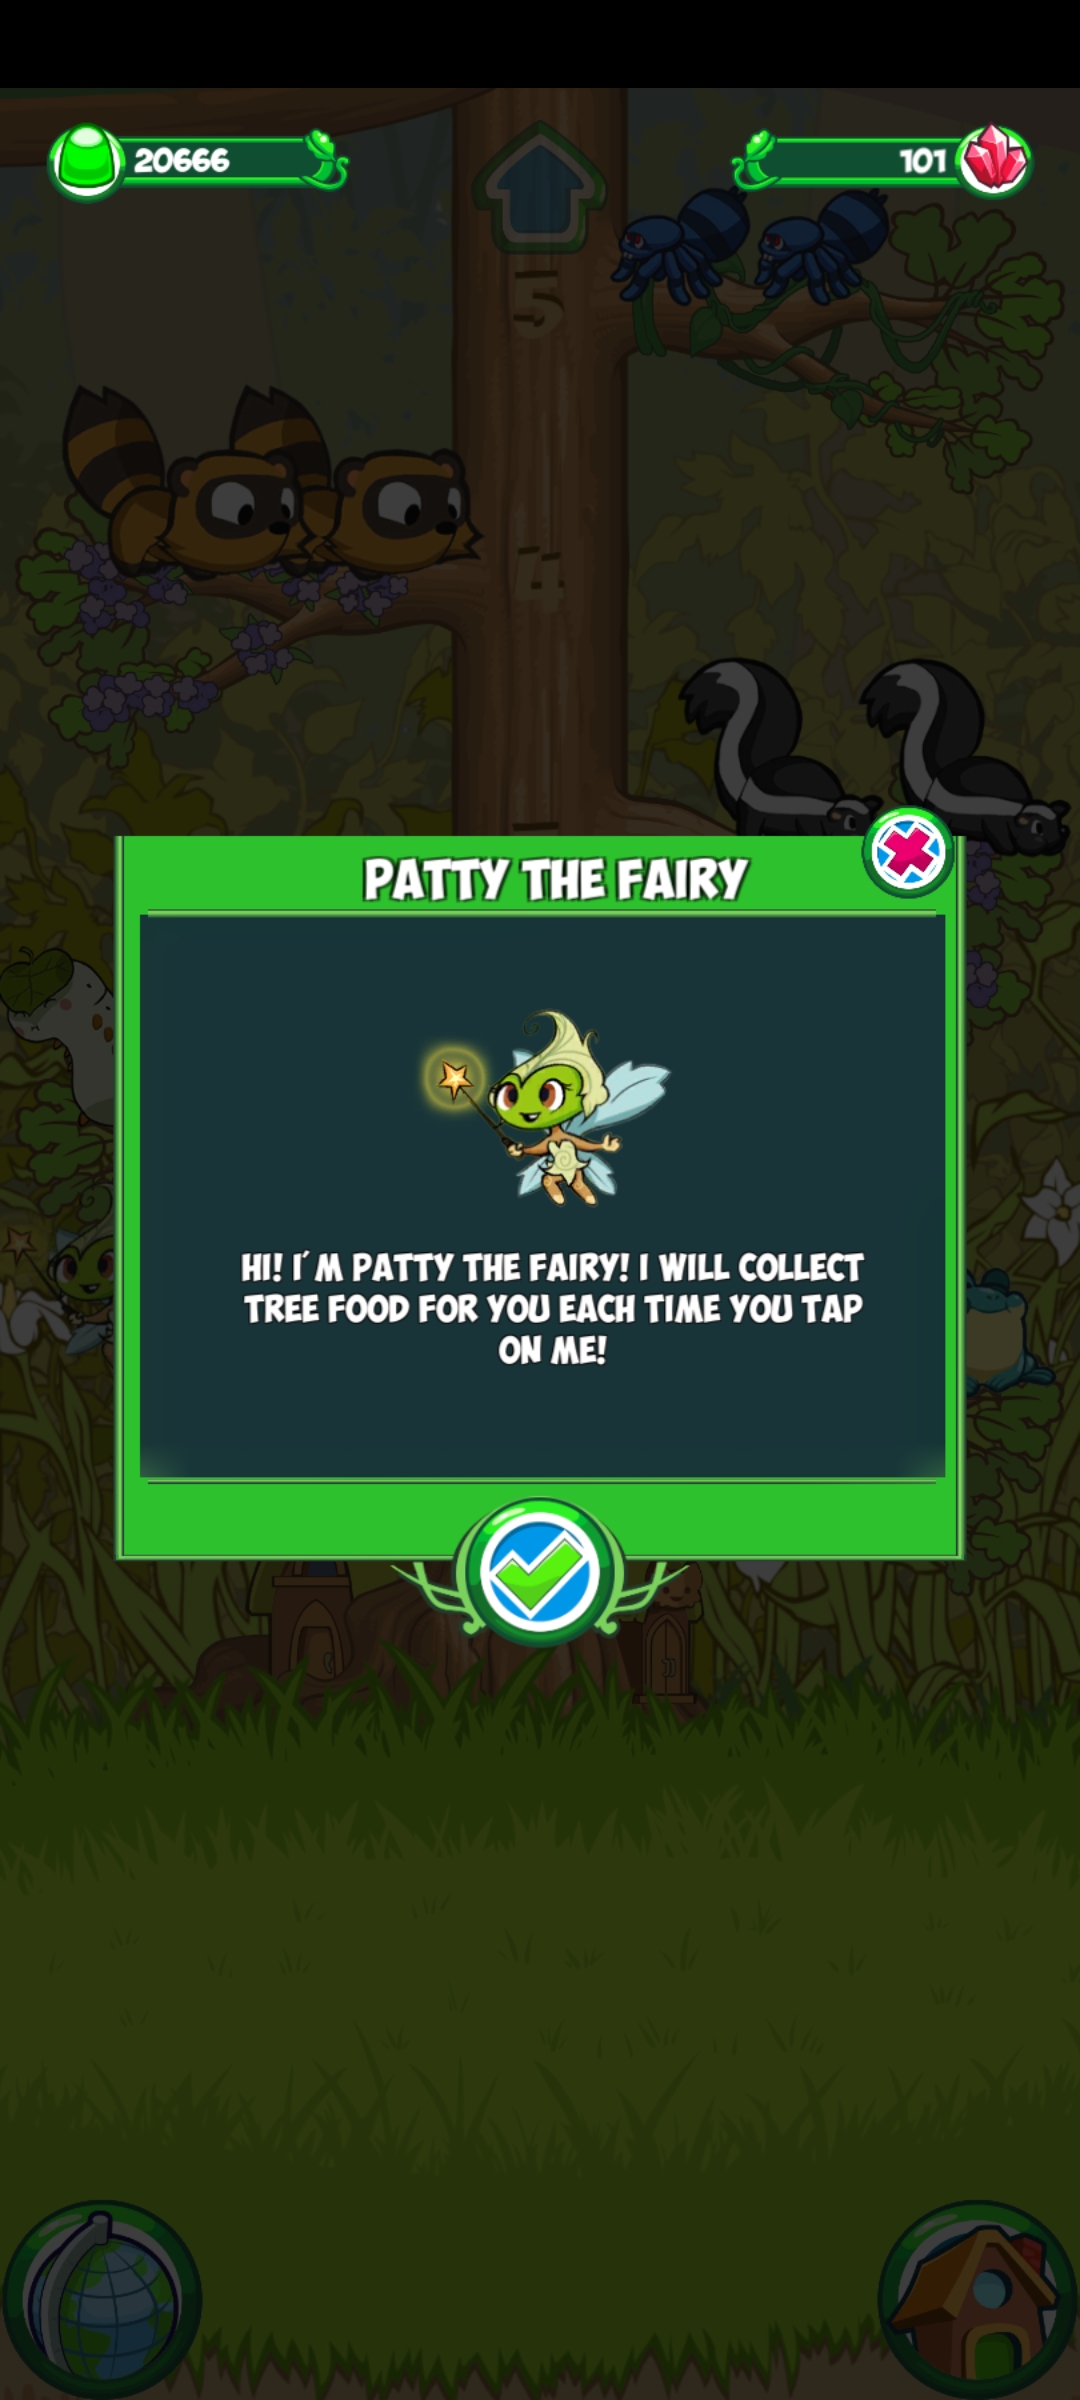 20666
101
5
4
PATTY THE FAIRY
HI! I´M PATTY THE FAIRY! I WILL COLLECT
TREE FOOD FOR YOU EACH TIME YOU TAP
ON ME!